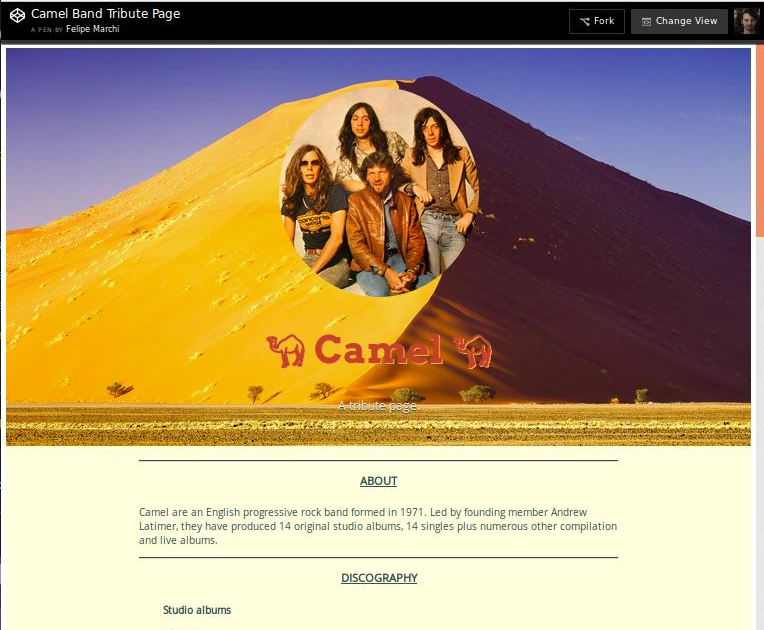 Camel Band Tribute Page
A PEN BY Felipe Marchi
Fork
Change View
concerts west
Camel
A tribute page.
ABOUT
Camel are an English progressive rock band formed in 1971. Led by founding member Andrew
Latimer, they have produced 14 original studio albums, 14 singles plus numerous other compilation
and live albums.
DISCOGRAPHY
Studio albums